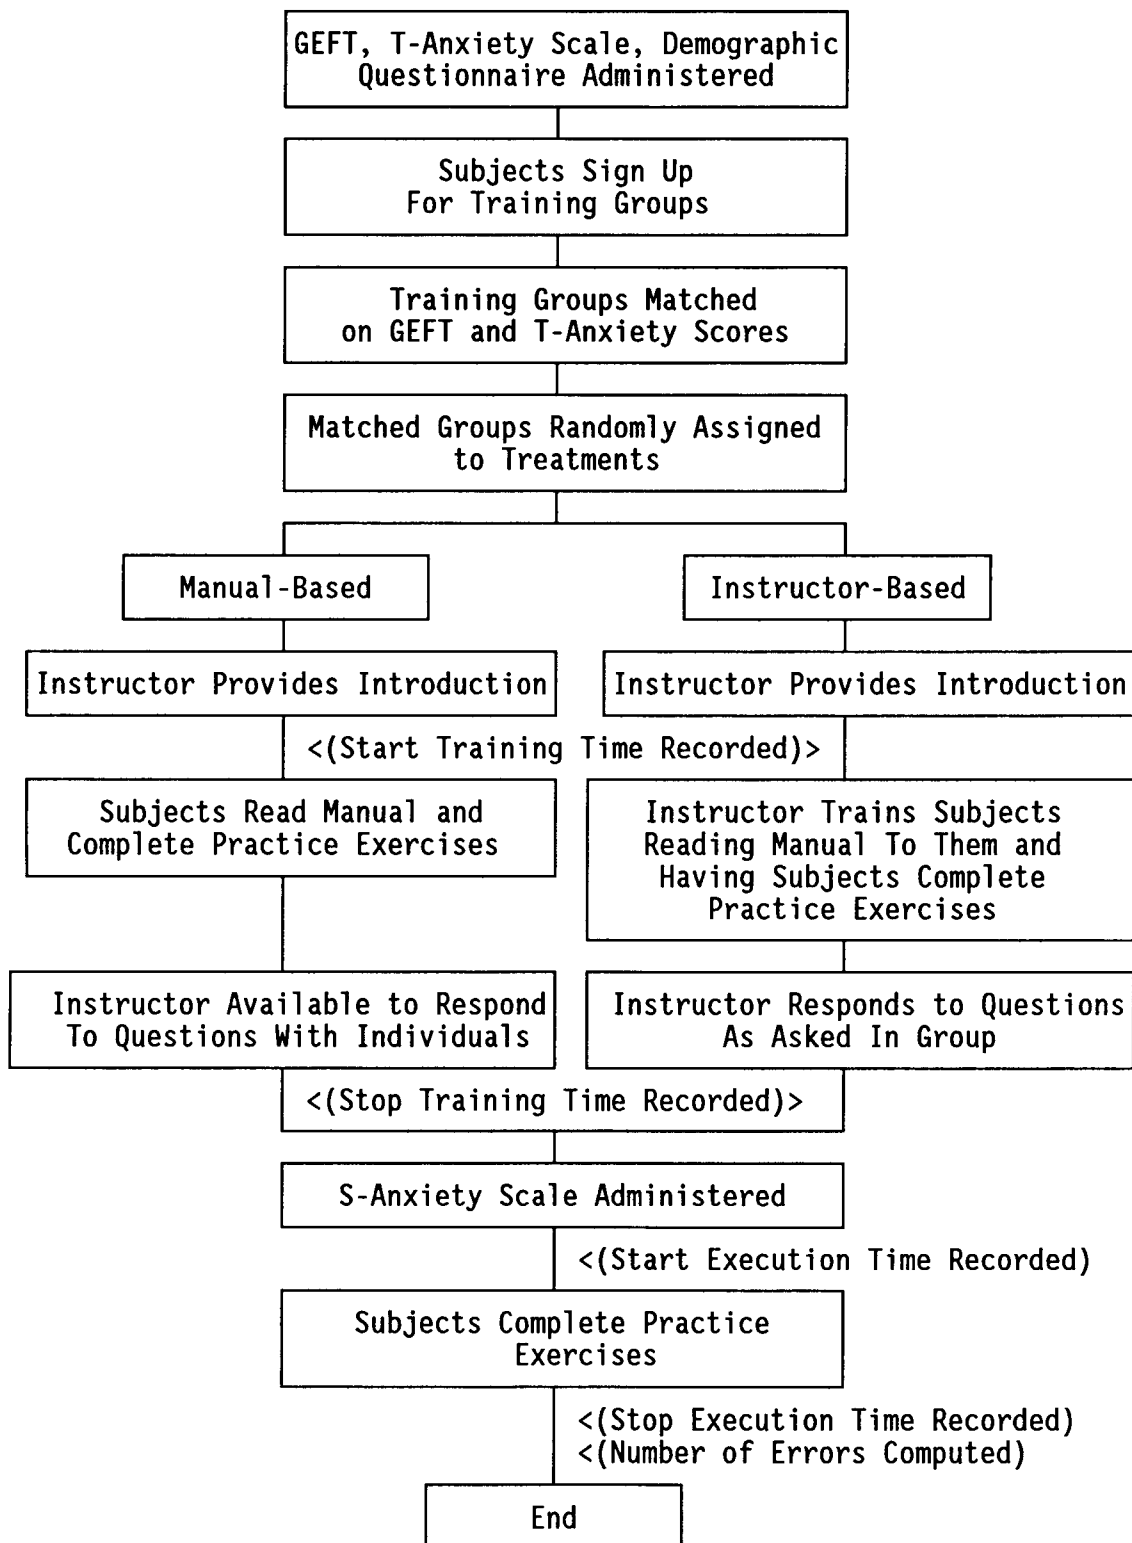 GEFT, T-Anxiety Scale, Demographic
Questionnaire Administered
Subjects Sign Up
For Training Groups
Training Groups Matched
on GEFT and T-Anxiety Scores
Matched Groups Randomly Assigned
to Treatments
Manual-Based
Instructor-Based
Instructor Provides Introduction
Instructor Provides Introduction
<(Start Training Time Recorded)>
Subjects Read Manual and
Complete Practice Exercises
Instructor Trains Subjects
Reading Manual To Them and
Having Subjects Complete
Practice Exercises
Instructor Available to Respond
To Questions With Individuals
Instructor Responds to Questions
As Asked In Group
<(Stop Training Time Recorded)>
S-Anxiety Scale Administered
<(Start Execution Time Recorded)
Subjects Complete Practice
Exercises
<(Stop Execution Time Recorded)
<(Number of Errors Computed)
End